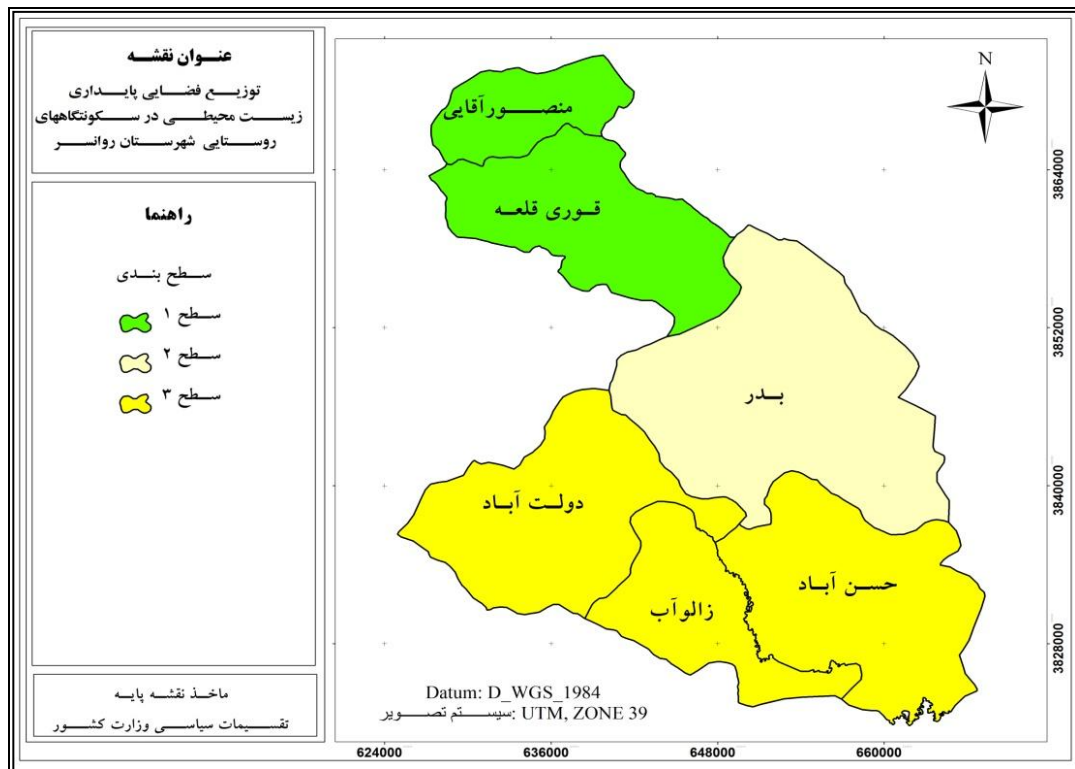 عنوان نقشه
توزیع فضایی پایداری
زیست محیطی در سکونتگاههای
روستایی شهرستان روانسر
راهنما
سطح بندی
سطح ۱
سطح ۲
سطح ۳
ماخذ نقشه پایه
تقسیمات سیاسی وزارت کشور
N
منصورآقایی
قوری قلعه
بدر
دولت آباد
حسن آباد
زالوآب
Datum: D_WGS_1984
سیستم تصویر: UTM, ZONE 39
3864000
3852000
3840000
3828000
624000
636000
648000
660000